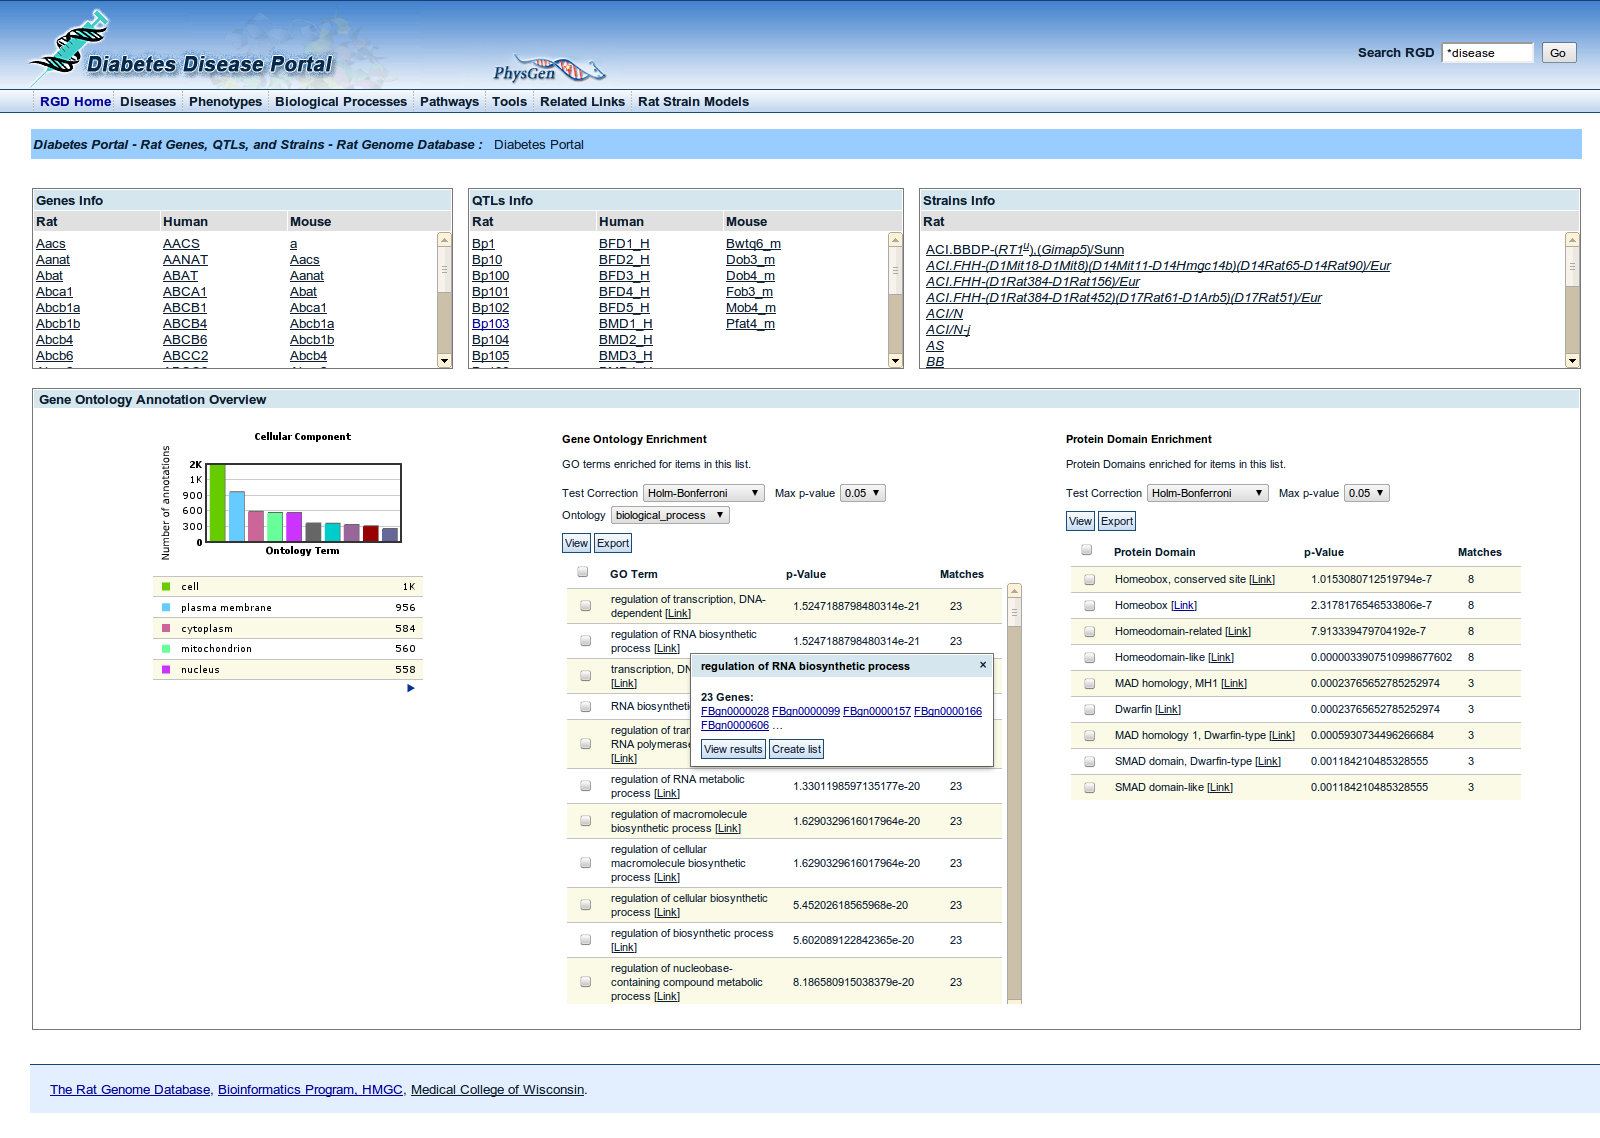 Diabetes Disease Portal
PhysGen
Search RGD *disease Go
RGD Home Diseases Phenotypes Biological Processes Pathways Tools Related Links Rat Strain Models
Diabetes Portal - Rat Genes, QTLs, and Strains - Rat Genome Database : Diabetes Portal
Genes Info
Rat Human Mouse
Aacs AACS a
Aanat AANAT Aacs
Abat ABAT Aanat
Abca1 ABCA1 Abat
Abcb1a ABCB1 Abca1
Abcb1b ABCB4 Abcb1a
Abcb4 ABCB6 Abcb1b
Abcb6 ABCC2 Abcb4
QTLs Info
Rat Human Mouse
Bp1 BFD1_H Bwtq6_m
Bp10 BFD2_H Dob3_m
Bp100 BFD3_H Dob4_m
Bp101 BFD4_H Fob3_m
Bp102 BFD5_H Mob4_m
Bp103 BMD1_H Pfat4_m
Bp104 BMD2_H
Bp105 BMD3_H
Strains Info
Rat
ACI.BBDP-(RT1u),(Gimap5)/Sunn
ACI.FHH-(D1Mit18-D1Mit8)(D14Mit11-D14Hmgc14b)(D14Rat65-D14Rat90)/Eur
ACI.FHH-(D1Rat384-D1Rat156)/Eur
ACI.FHH-(D1Rat384-D1Rat452)(D17Rat61-D1Arb5)(D17Rat51)/Eur
ACI/N
ACI/N-j
AS
BB
Gene Ontology Annotation Overview
Cellular Component
Number of annotations
2K
1K
900
600
300
0
Ontology Term
cell 1K
plasma membrane 956
cytoplasm 584
mitochondrion 560
nucleus 558
Gene Ontology Enrichment
GO terms enriched for items in this list.
Test Correction Holm-Bonferroni Max p-value 0.05
Ontology biological_process
View Export
GO Term p-Value Matches
regulation of transcription, DNA-
dependent [Link] 1.5247188798480314e-21 23
regulation of RNA biosynthetic
process [Link] 1.5247188798480314e-21 23
transcription, DN
[Link]
RNA biosynthetic
regulation of tran
RNA polymerase
[Link]
regulation of RNA biosynthetic process ×
23 Genes:
FBgn0000028 FBgn0000099 FBgn0000157 FBgn0000166
FBgn0000606 ...
View results Create list
regulation of RNA metabolic
process [Link] 1.3301198597135177e-20 23
regulation of macromolecule
biosynthetic process [Link] 1.6290329616017964e-20 23
regulation of cellular
macromolecule biosynthetic
process [Link] 1.6290329616017964e-20 23
regulation of cellular biosynthetic
process [Link] 5.45202618565968e-20 23
regulation of biosynthetic process
[Link] 5.602089122842365e-20 23
regulation of nucleobase-
containing compound metabolic
process [Link] 8.186580915038379e-20 23
Protein Domain Enrichment
Protein Domains enriched for items in this list.
Test Correction Holm-Bonferroni Max p-value 0.05
View Export
Protein Domain p-Value Matches
Homeobox, conserved site [Link] 1.0153080712519794e-7 8
Homeobox [Link] 2.3178176546533806e-7 8
Homeodomain-related [Link] 7.913339479704192e-7 8
Homeodomain-like [Link] 0.0000033907510998677602 8
MAD homology, MH1 [Link] 0.00023765652785252974 3
Dwarfin [Link] 0.00023765652785252974 3
MAD homology 1, Dwarfin-type [Link] 0.0005930734496266684 3
SMAD domain, Dwarfin-type [Link] 0.001184210485328555 3
SMAD domain-like [Link] 0.001184210485328555 3
The Rat Genome Database, Bioinformatics Program, HMGC, Medical College of Wisconsin.